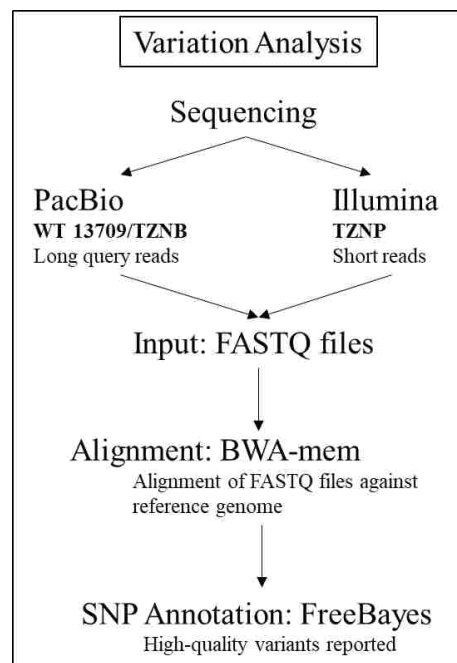 Variation Analysis
Sequencing
PacBio
WT 13709/TZNB
Long query reads
Illumina
TZNP
Short reads
Input: FASTQ files
Alignment: BWA-mem
Alignment of FASTQ files against
reference genome
SNP Annotation: FreeBayes
High-quality variants reported